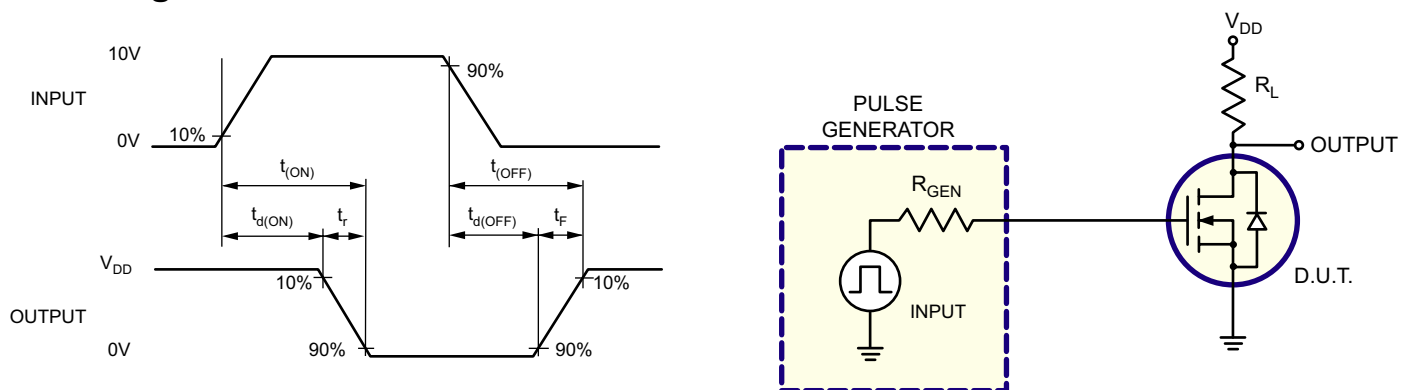 10V
INPUT
0V
10%
90%
t(ON)
t(OFF)
td(ON)
tr
td(OFF)
tF
VDD
10%
10%
OUTPUT
0V
90%
90%
VDD
RL
PULSE
GENERATOR
OUTPUT
RGEN
INPUT
D.U.T.